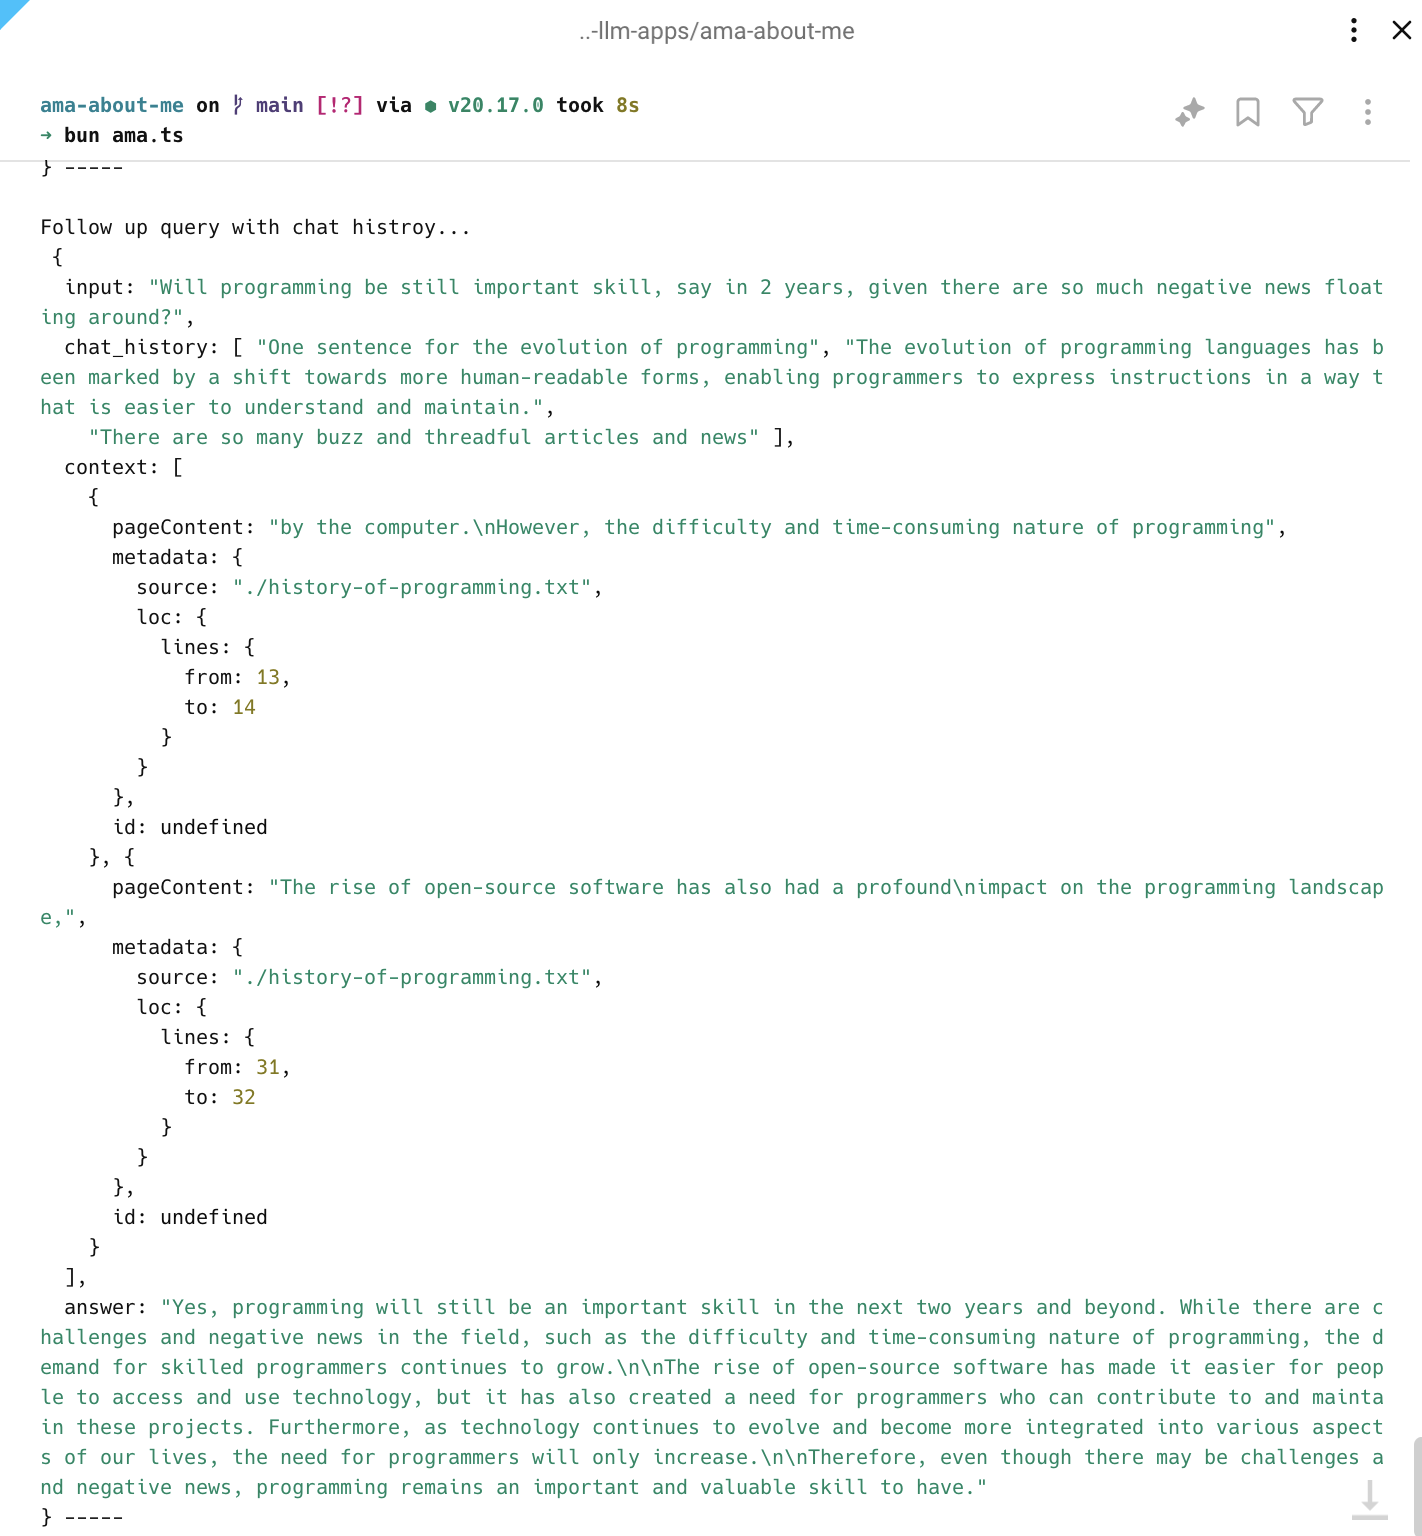 ..-llm-apps/ama-about-me
ama-about-me on main [!?] via v20.17.0 took 8s
→ bun ama.ts
} -----
Follow up query with chat histroy...
{
input: "Will programming be still important skill, say in 2 years, given there are so much negative news float
ing around?",
chat_history: [ "One sentence for the evolution of programming", "The evolution of programming languages has b
een marked by a shift towards more human-readable forms, enabling programmers to express instructions in a way t
hat is easier to understand and maintain.",
"There are so many buzz and threadful articles and news" ],
context: [
{
pageContent: "by the computer.\nHowever, the difficulty and time-consuming nature of programming",
metadata: {
source: "./history-of-programming.txt",
loc: {
lines: {
from: 13,
to: 14
}
}
},
id: undefined
}, {
pageContent: "The rise of open-source software has also had a profound\nimpact on the programming landscap
e,",
metadata: {
source: "./history-of-programming.txt",
loc: {
lines: {
from: 31,
to: 32
}
}
},
id: undefined
}
],
answer: "Yes, programming will still be an important skill in the next two years and beyond. While there are c
hallenges and negative news in the field, such as the difficulty and time-consuming nature of programming, the d
emand for skilled programmers continues to grow.\n\nThe rise of open-source software has made it easier for peop
le to access and use technology, but it has also created a need for programmers who can contribute to and mainta
in these projects. Furthermore, as technology continues to evolve and become more integrated into various aspect
s of our lives, the need for programmers will only increase.\n\nTherefore, even though there may be challenges a
nd negative news, programming remains an important and valuable skill to have."
} -----